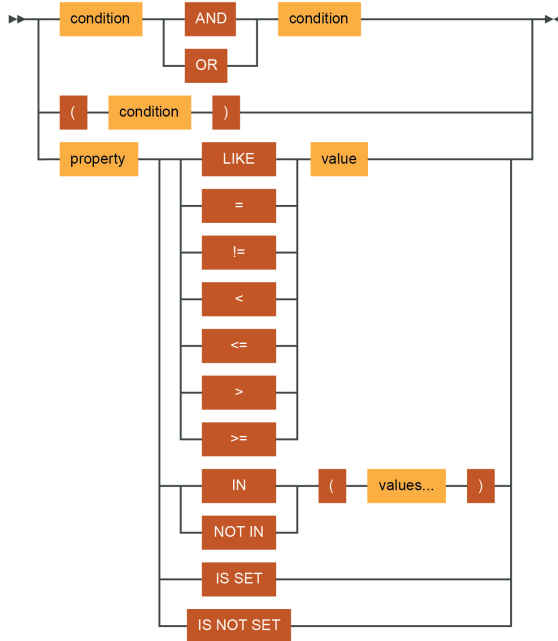 condition AND condition
OR
( condition )
property LIKE value
=
!=
<
<=
>
>=
IN ( values... )
NOT IN
IS SET
IS NOT SET